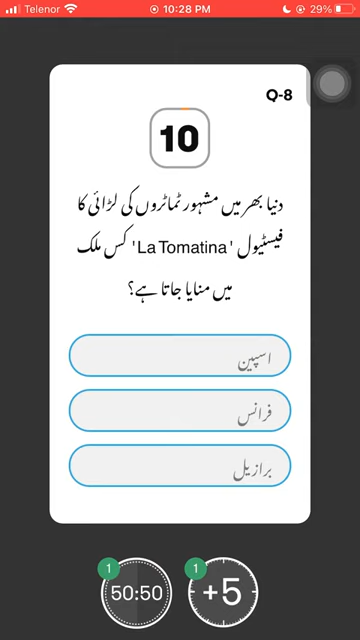 Telenor 10:28 PM 29%
Q-8
10
دنیا بھر میں مشہور ٹماٹروں کی لڑائی کا
فیسٹیول 'La Tomatina' کس ملک
میں منایا جاتا ہے؟
اسپین
فرانس
برازیل
1 1
50:50 +5